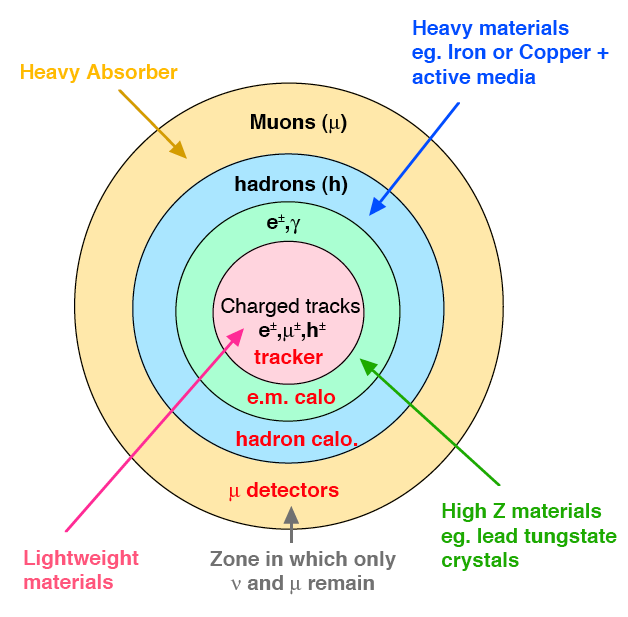 Heavy materials
eg. Iron or Copper +
active media
Heavy Absorber
Muons (μ)
hadrons (h)
e±,γ
Charged tracks
e±,μ±,h±
tracker
e.m. calo
hadron calo.
μ detectors
High Z materials
eg. lead tungstate
crystals
Lightweight
materials
Zone in which only
ν and μ remain